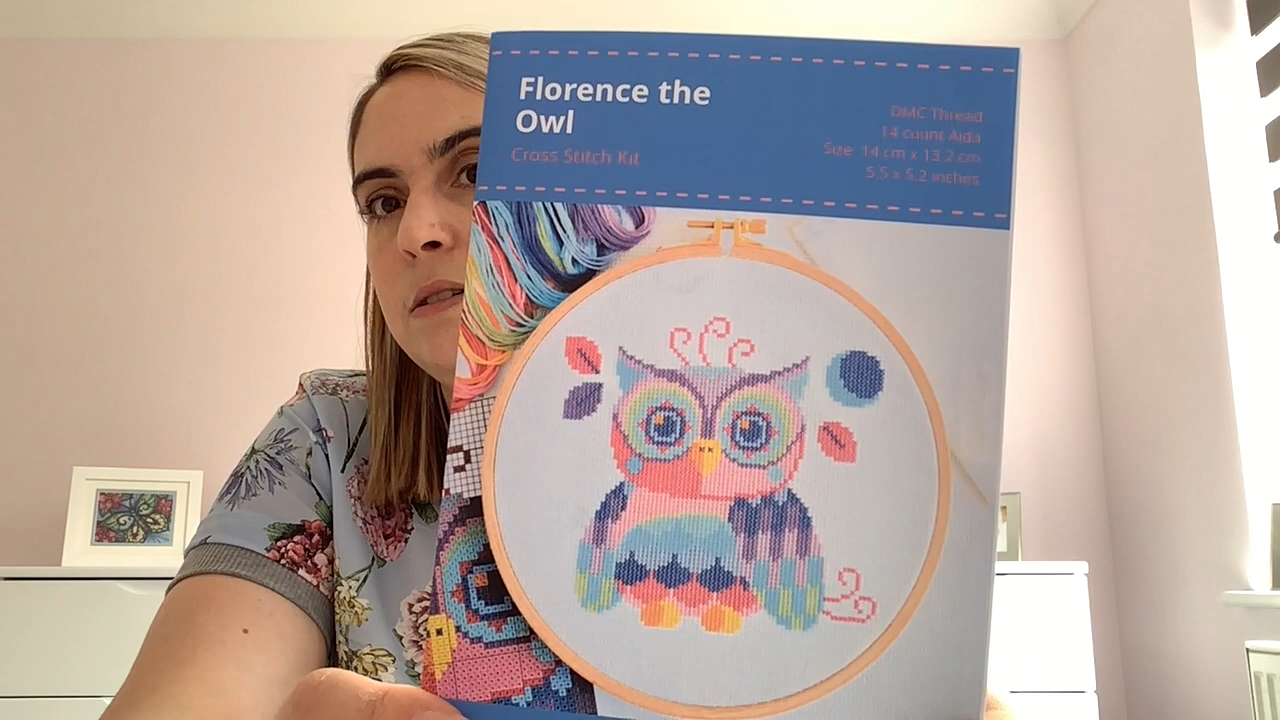 Florence the
Owl
Cross Stitch Kit
DMC Thread
14 count Aida
Size 14 cm x 13.2 cm
5.5 x 5.2 inches